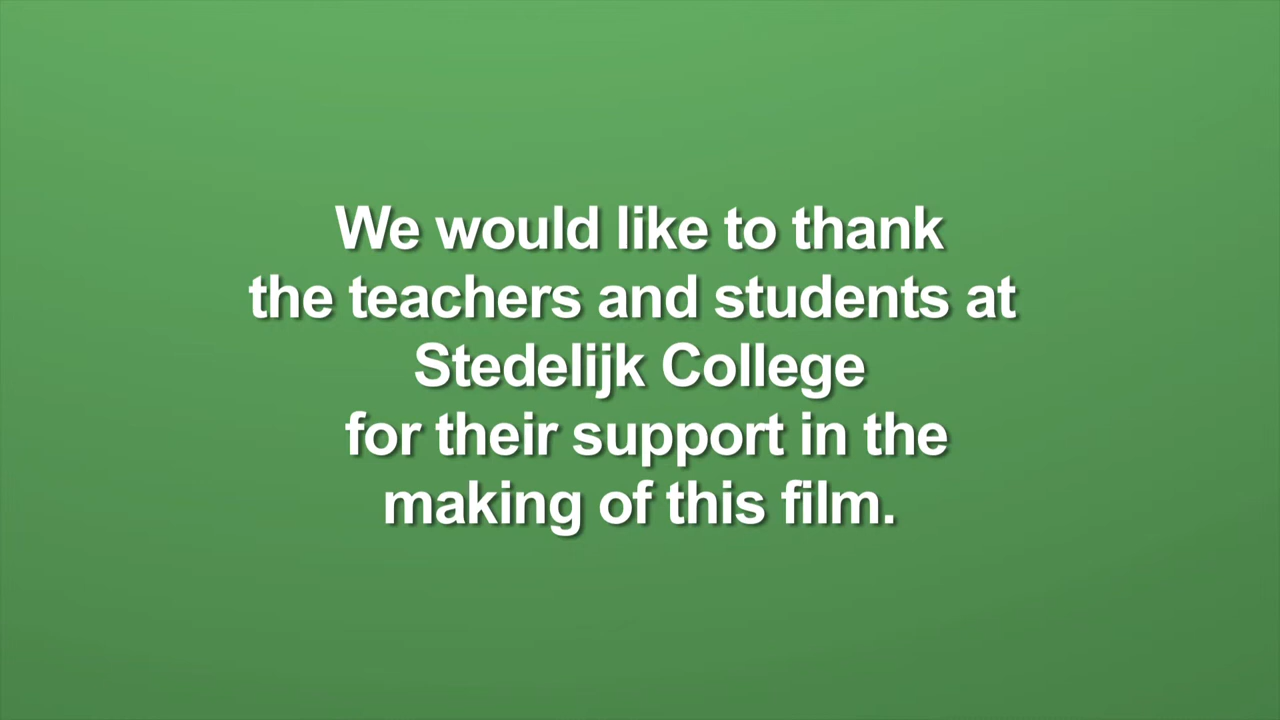 We would like to thank
the teachers and students at
Stedelijk College
for their support in the
making of this film.